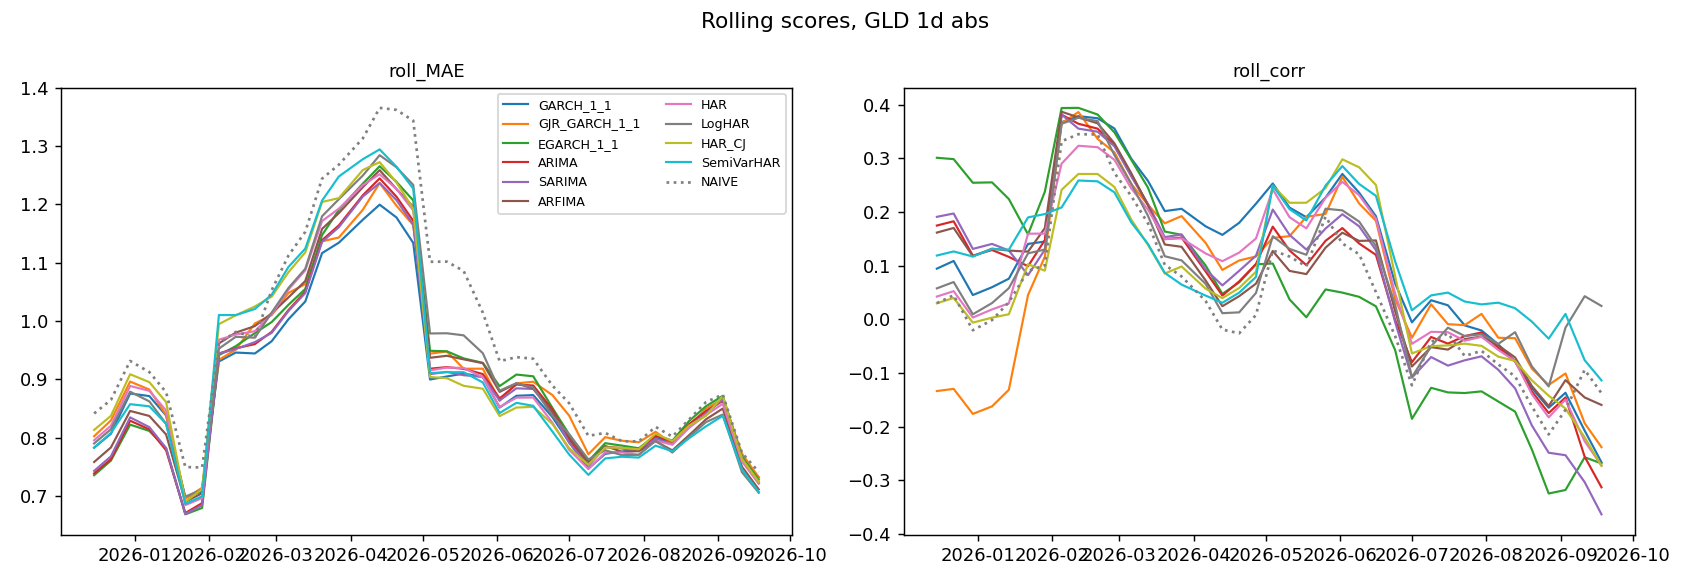 Rolling scores, GLD 1d abs
roll_MAE
1.4
1.3
1.2
1.1
1.0
0.9
0.8
0.7
GARCH_1_1
GJR_GARCH_1_1
EGARCH_1_1
ARIMA
SARIMA
ARFIMA
HAR
LogHAR
HAR_CJ
SemiVarHAR
NAIVE
2026-01 2026-02 2026-03 2026-04 2026-05 2026-06 2026-07 2026-08 2026-09 2026-10
roll_corr
0.4
0.3
0.2
0.1
0.0
−0.1
−0.2
−0.3
−0.4
2026-01 2026-02 2026-03 2026-04 2026-05 2026-06 2026-07 2026-08 2026-09 2026-10